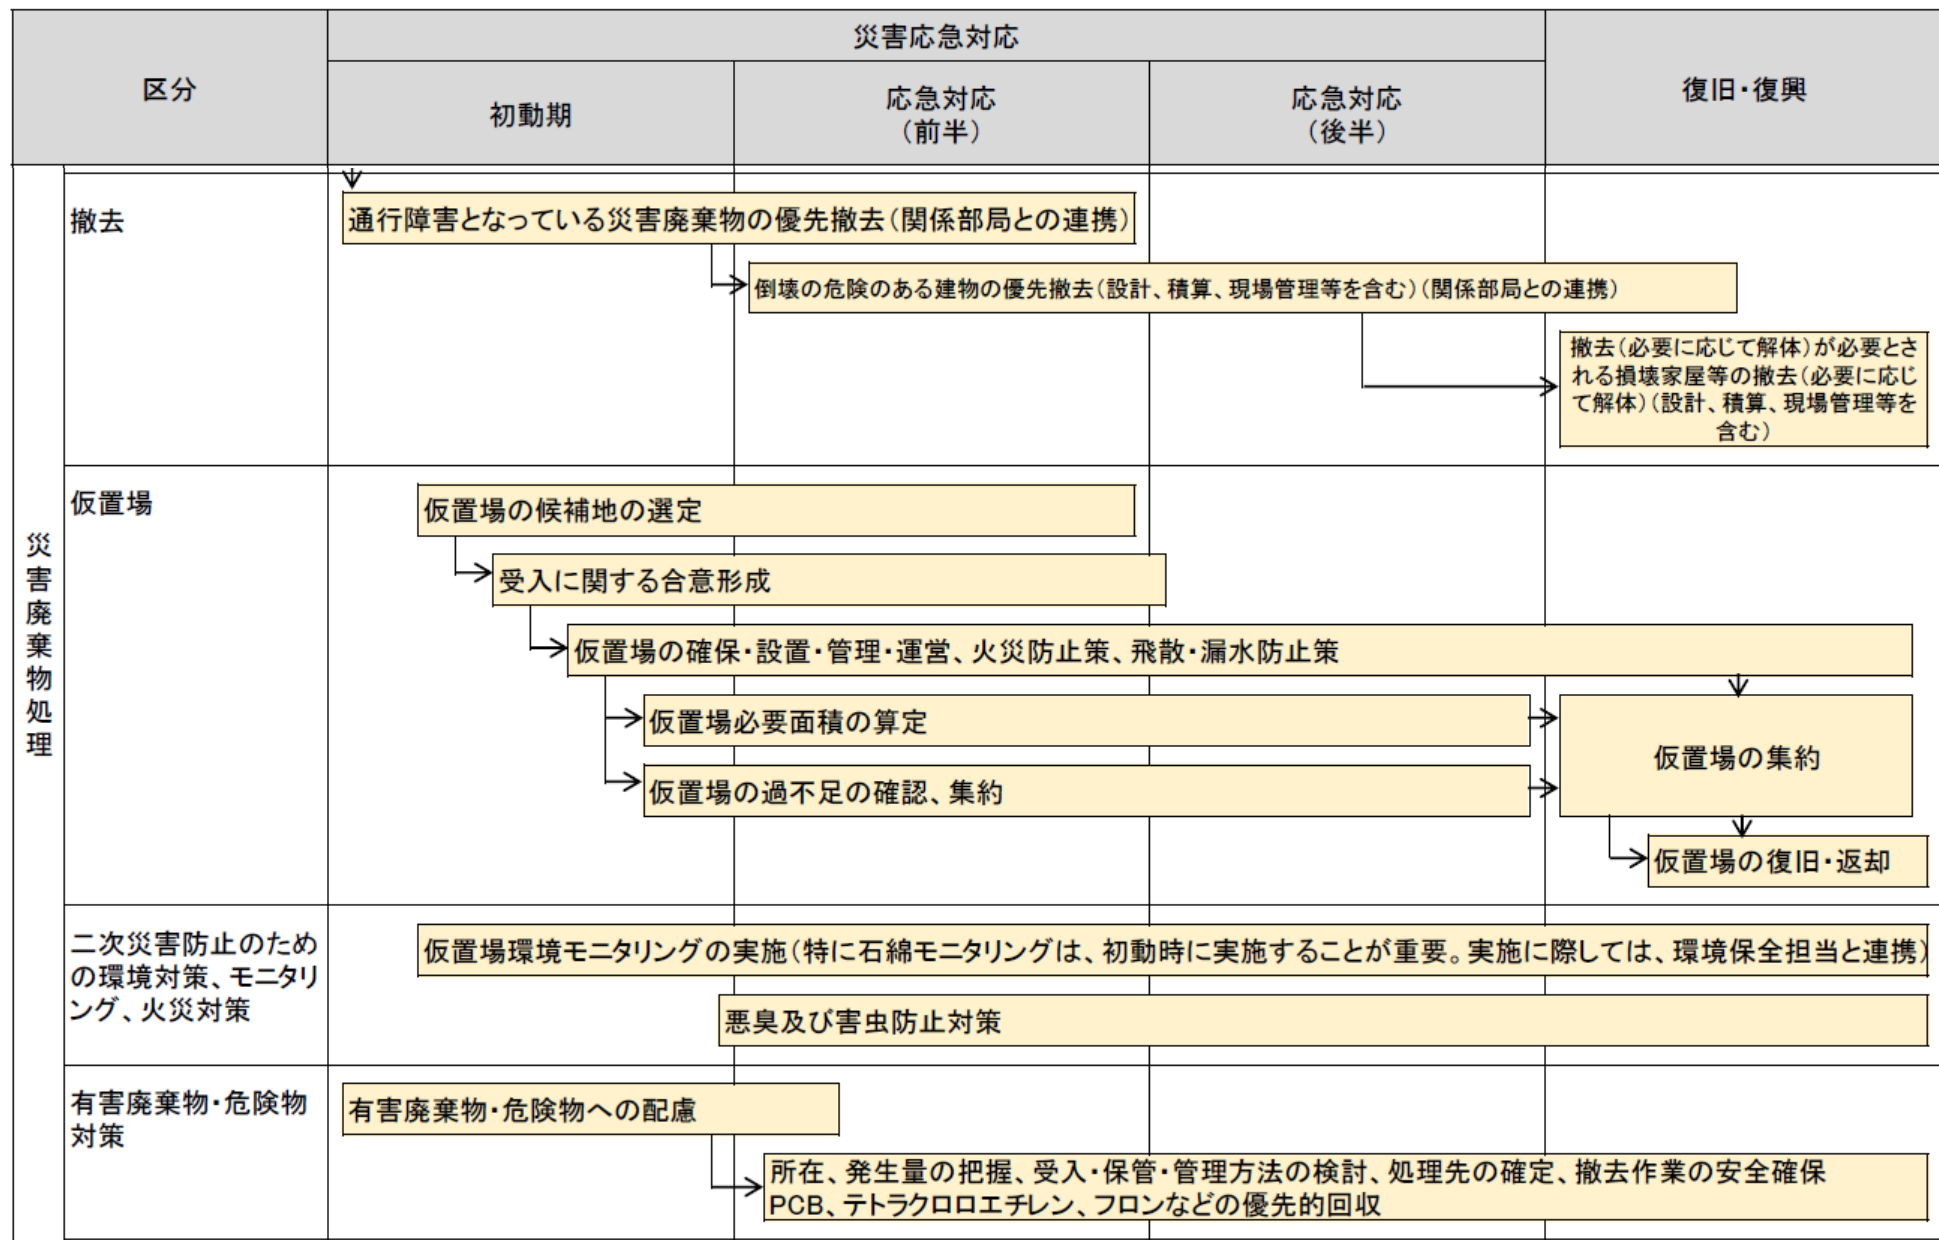 区分
災害応急対応
初動期
応急対応
（前半）
応急対応
（後半）
復旧・復興
災害廃棄物処理
撤去
通行障害となっている災害廃棄物の優先撤去（関係部局との連携）
倒壊の危険のある建物の優先撤去（設計、積算、現場管理等を含む）（関係部局との連携）
撤去（必要に応じて解体）が必要とさ
れる損壊家屋等の撤去（必要に応じ
て解体）（設計、積算、現場管理等を
含む）
仮置場
仮置場の候補地の選定
受入に関する合意形成
仮置場の確保・設置・管理・運営、火災防止策、飛散・漏水防止策
仮置場必要面積の算定
仮置場の過不足の確認、集約
仮置場の集約
仮置場の復旧・返却
二次災害防止のため
の環境対策、モニタリ
ング、火災対策
仮置場環境モニタリングの実施（特に石綿モニタリングは、初動時に実施することが重要。実施に際しては、環境保全担当と連携）
悪臭及び害虫防止対策
有害廃棄物・危険物
対策
有害廃棄物・危険物への配慮
所在、発生量の把握、受入・保管・管理方法の検討、処理先の確定、撤去作業の安全確保
PCB、テトラクロロエチレン、フロンなどの優先的回収